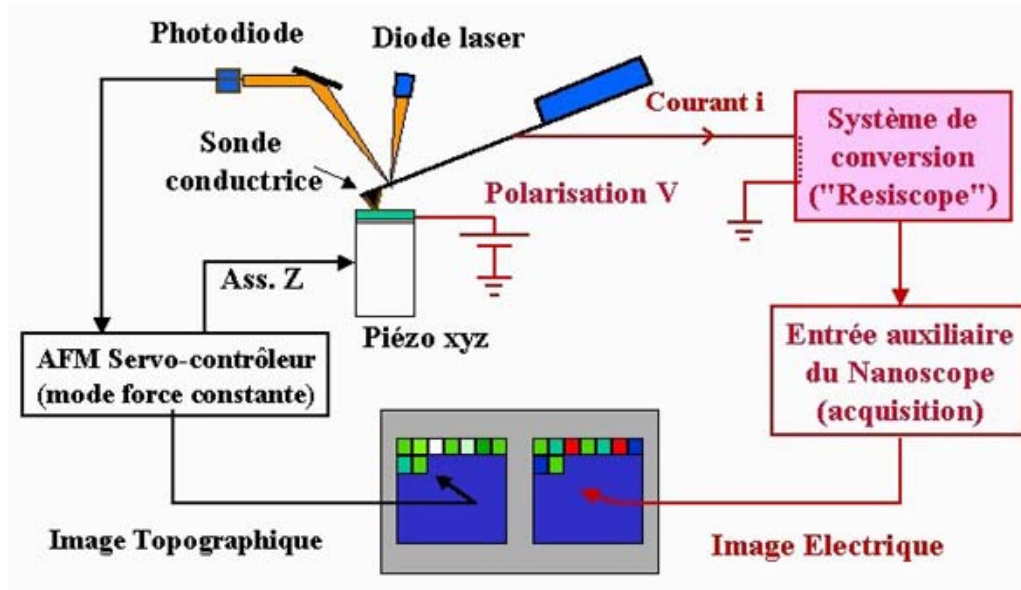 Photodiode
Diode laser
Courant i
Système de
conversion
("Resiscope")
Sonde
conductrice
Polarisation V
Ass. Z
Piézo xyz
AFM Servo-contrôleur
(mode force constante)
Entrée auxiliaire
du Nanoscope
(acquisition)
Image Topographique
Image Electrique